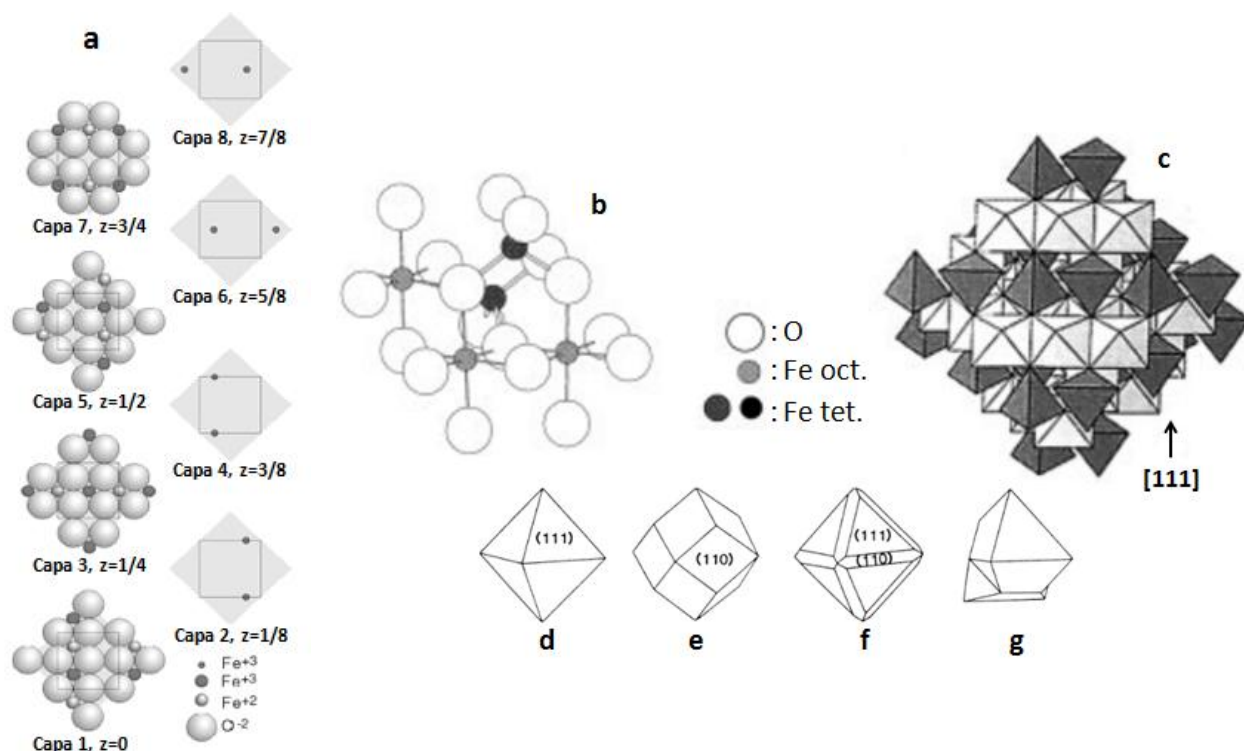 a
Capa 8, z=7/8
Capa 7, z=3/4
Capa 6, z=5/8
Capa 5, z=1/2
Capa 4, z=3/8
Capa 3, z=1/4
Capa 2, z=1/8
Fe+3
Fe+3
Fe+2
O-2
Capa 1, z=0
b
: O
: Fe oct.
: Fe tet.
c
[111]
(111)
d
(110)
e
(111)
(110)
f
g